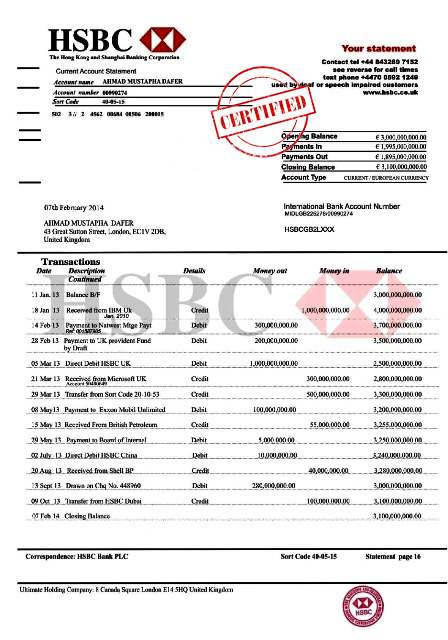 HSBC
The Hong Kong and Shanghai Banking Corporation
Your statement
Contact tel +44 843289 7152
see reverse for call times
text phone +4470 0592 1249
used by deaf or speech impaired customers
www.hsbc.co.uk
Current Account Statement
Account name AHMAD MUSTAPHA DAFER
Account number 00990274
Sort Code 40-05-15
502 3// 2 4562 00684 08506 200015
CERTIFIED
Opening Balance € 3,000,000,000.00
Payments In € 1,995,000,000.00
Payments Out € 1,895,000,000.00
Closing Balance € 3,100,000,000.00
Account Type CURRENT / EUROPEAN CURRENCY
07th February 2014
AHMAD MUSTAPHA DAFER
43 Great Sutton Street, London, EC1V 2DB,
United Kingdom
International Bank Account Number
MIDLGB226278/00990274
HSBCGB2LXXX
HSBC
Transactions
Date Description Details Money out Money in Balance
Continued
11 Jan. 13 Balance B/F 3,000,000,000.00
18 Jan 13 Received from IBM Uk Credit 1,000,000,000.00 4,000,000,000.00
Jan, 2010
14 Feb 13 Payment to Natwest Mtge Payt Debit 300,000,000.00 3,700,000,000.00
28 Feb 13 Payment to UK provident Fund Debit 200,000,000.00 3,500,000,000.00
by Draft
05 Mar 13 Direct Debit HSBC UK Debit 1,000,000,000.00 2,500,000,000.00
21 Mar 13 Received from Microsoft UK Credit 300,000,000.00 2,800,000,000.00
29 Mar 13 Transfer from Sort Code 20-10-53 Credit 500,000,000.00 3,300,000,000.00
08 May13 Payment to Exxon Mobil Unlimited Debit 100,000,000.00 3,200,000,000.00
15 May 13 Received From British Petroleum Credit 55,000,000.00 3,255,000,000.00
29 May 13 Payment to Board of Internal Debit 5,000,000.00 3,250,000,000.00
02 July 13 Direct Debit HSBC China Debit 10,000,000.00 3,240,000,000.00
20 Aug 13 Received from Shell BP Credit 40,000,000.00 3,280,000,000.00
13 Sept 13 Drawn on Chq No. 448960 Debit 280,000,000.00 3,000,000,000.00
09 Oct 13 Transfer from HSBC Dubai Credit 100,000,000.00 3,100,000,000.00
07 Feb 14 Closing Balance 3,100,000,000.00
Correspondence: HSBC Bank PLC Sort Code 40-05-15 Statement page 16
Ultimate Holding Company: 8 Canada Square London E14 5HQ United Kingdom
HSBC